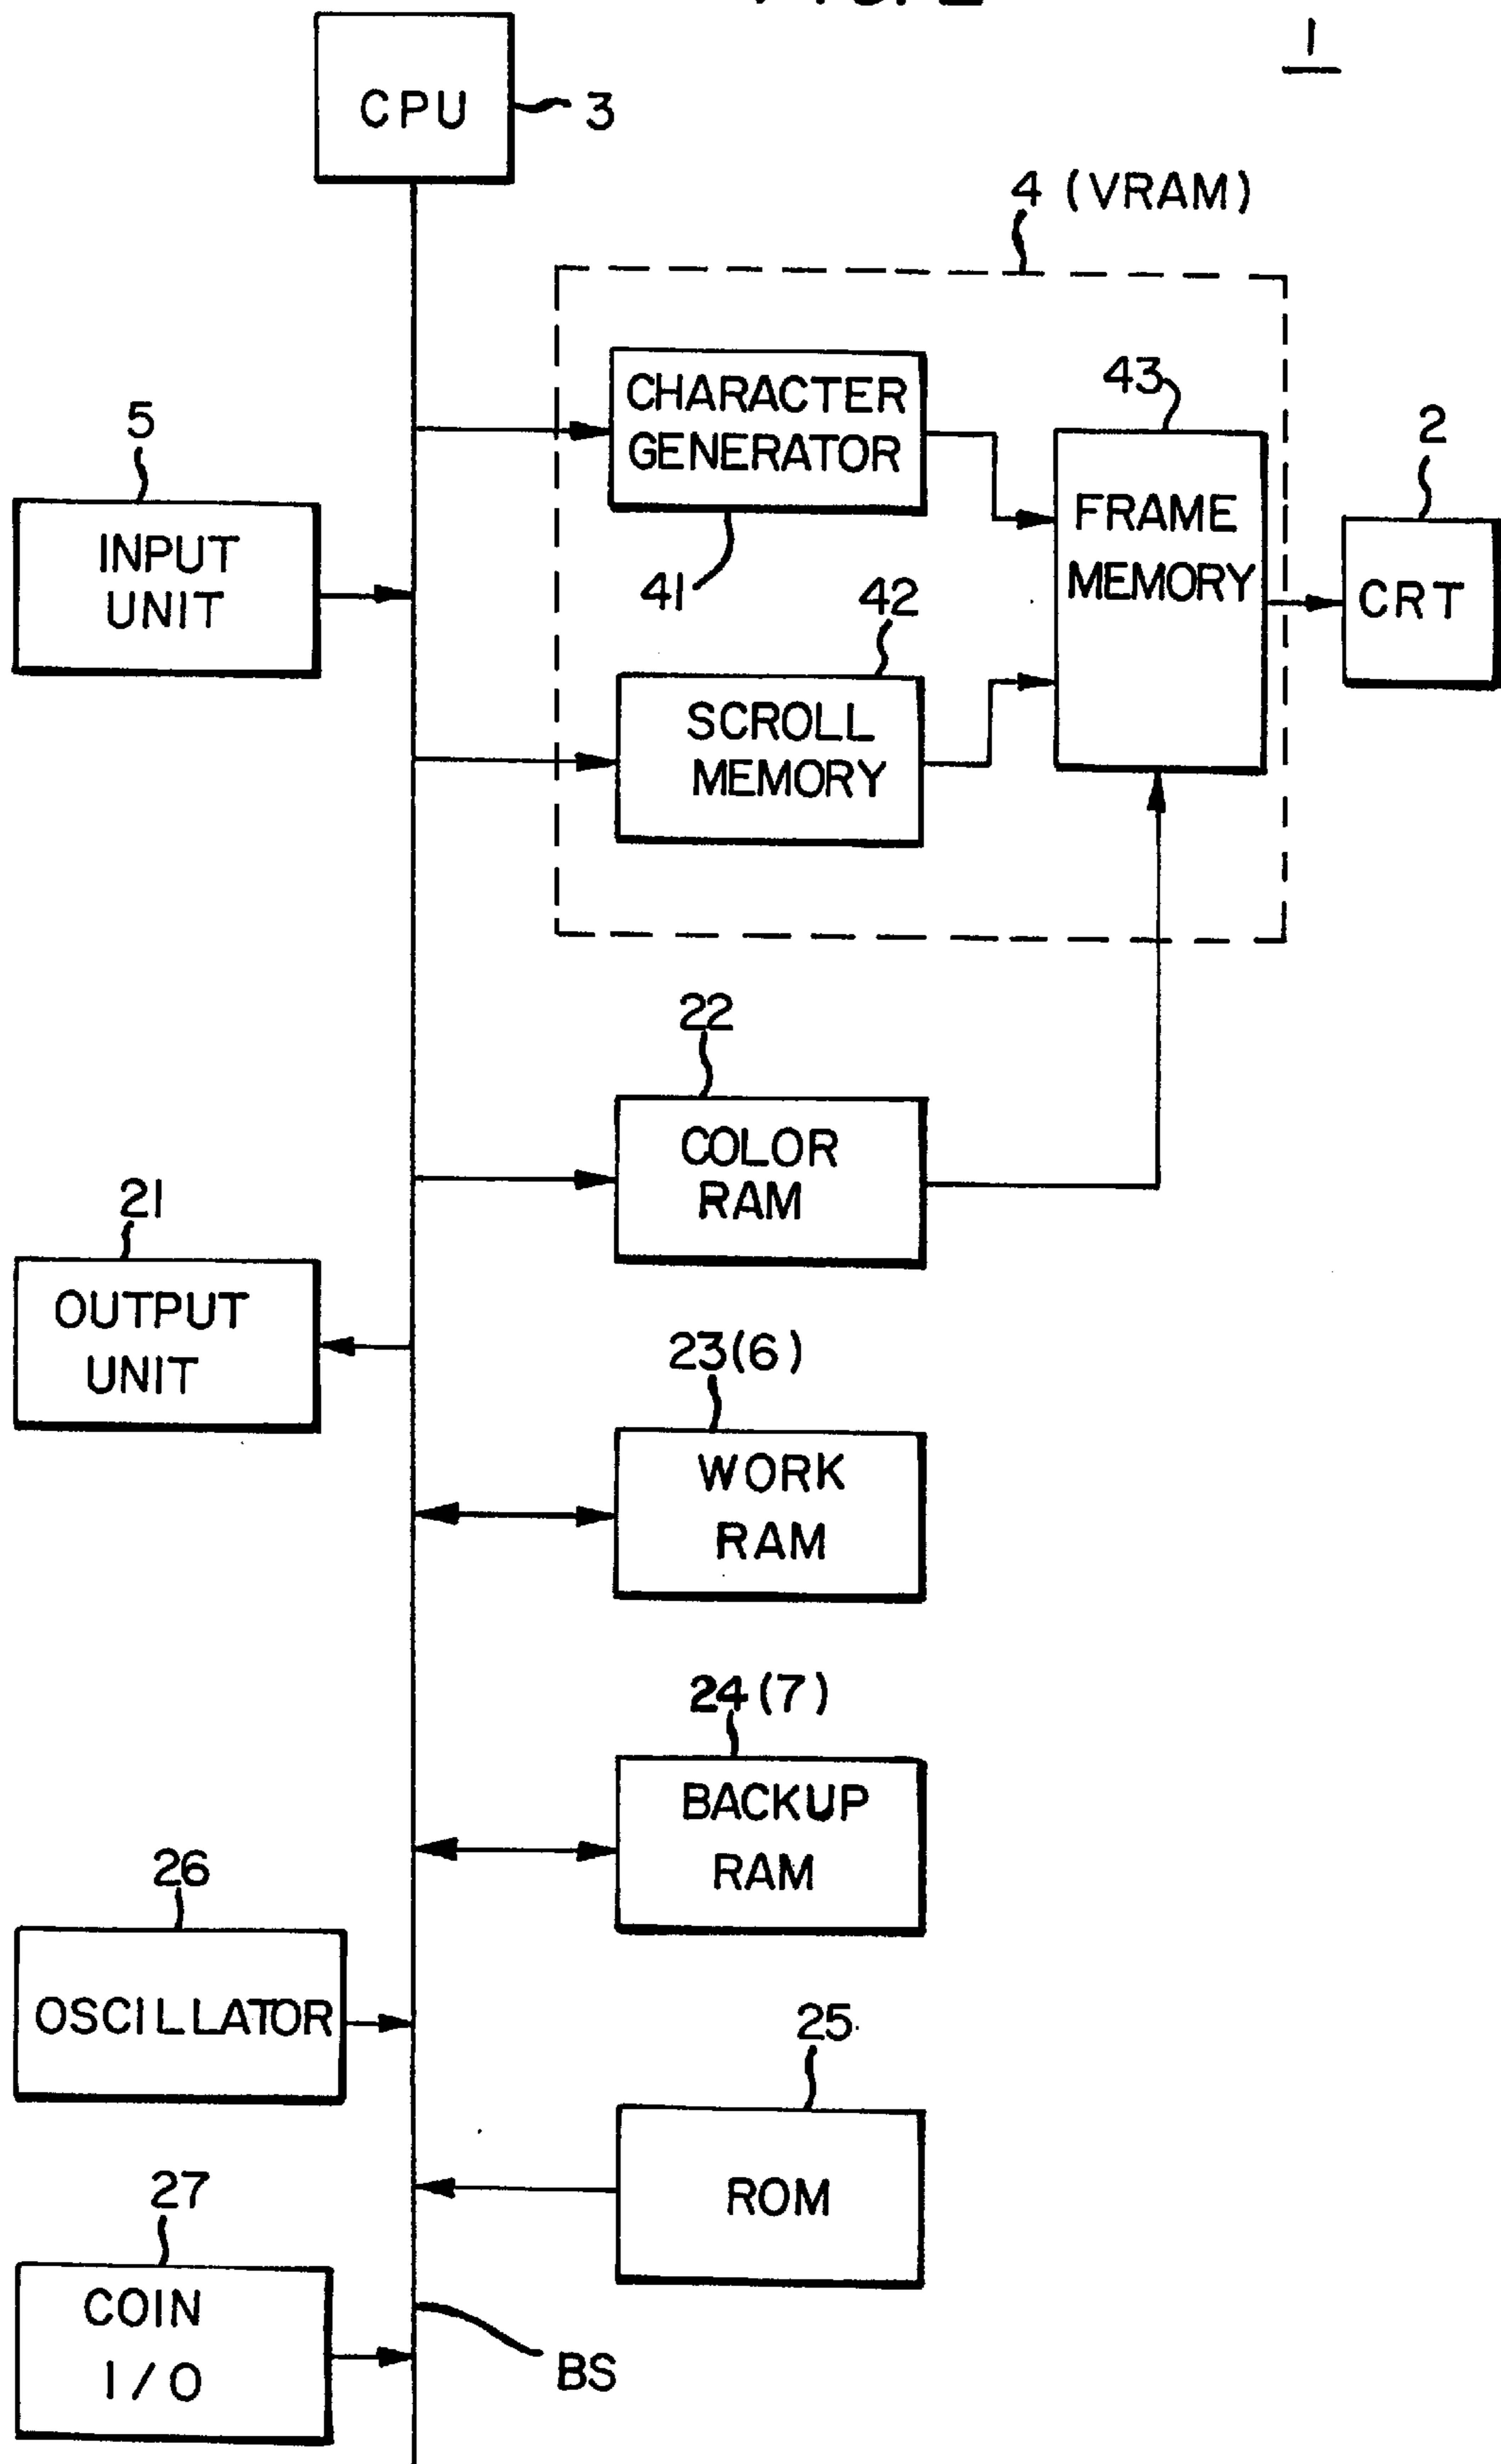 1
CPU
3
4 (VRAM)
CHARACTER
GENERATOR
41
43
5
INPUT
UNIT
FRAME
MEMORY
2
CRT
42
SCROLL
MEMORY
22
COLOR
RAM
21
OUTPUT
UNIT
23(6)
WORK
RAM
24(7)
BACKUP
RAM
26
OSCILLATOR
25
ROM
27
COIN
I/O
BS